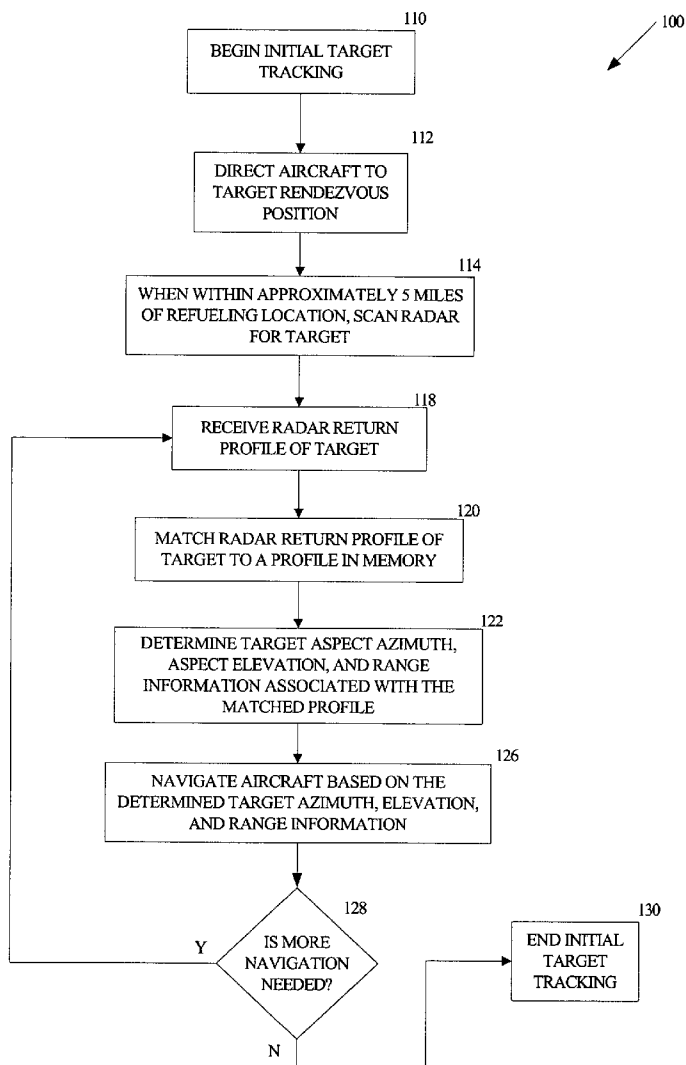 110
100
BEGIN INITIAL TARGET
TRACKING
112
DIRECT AIRCRAFT TO
TARGET RENDEZVOUS
POSITION
114
WHEN WITHIN APPROXIMATELY 5 MILES
OF REFUELING LOCATION, SCAN RADAR
FOR TARGET
118
RECEIVE RADAR RETURN
PROFILE OF TARGET
120
MATCH RADAR RETURN PROFILE OF
TARGET TO A PROFILE IN MEMORY
122
DETERMINE TARGET ASPECT AZIMUTH,
ASPECT ELEVATION, AND RANGE
INFORMATION ASSOCIATED WITH THE
MATCHED PROFILE
126
NAVIGATE AIRCRAFT BASED ON THE
DETERMINED TARGET AZIMUTH, ELEVATION,
AND RANGE INFORMATION
128
IS MORE
NAVIGATION
NEEDED?
Y
N
130
END INITIAL
TARGET
TRACKING